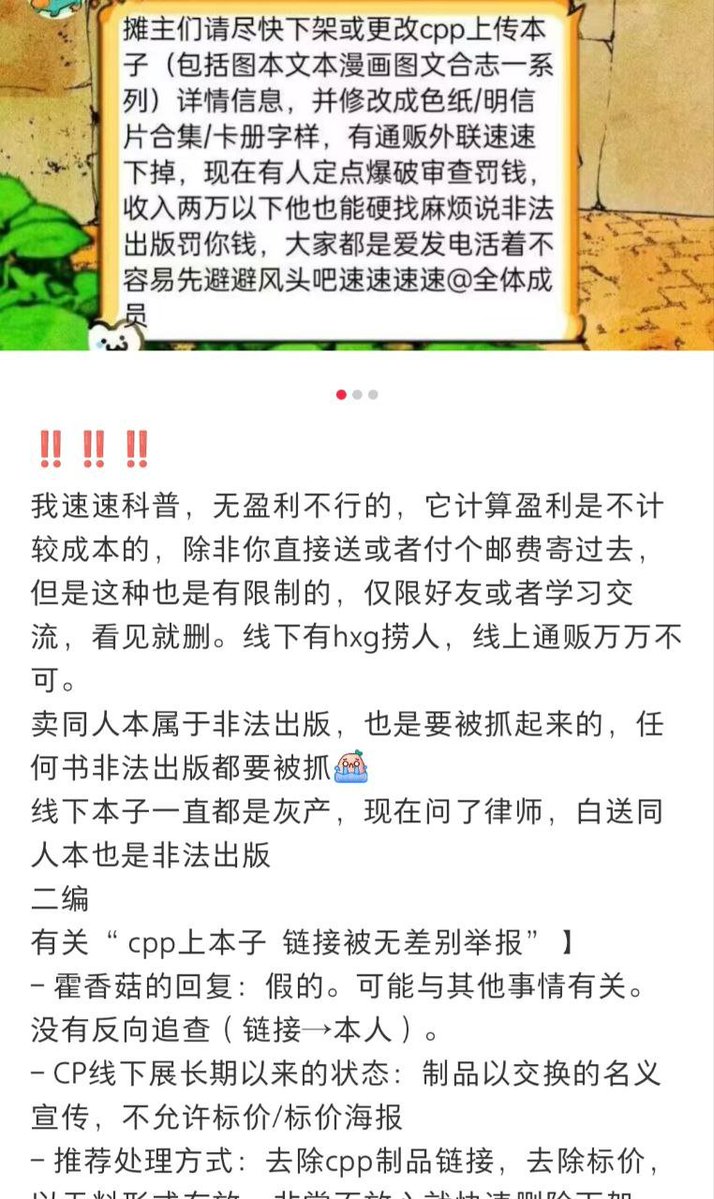 摊主们请尽快下架或更改cpp上传本
子（包括图本文本漫画图文合志一系
列）详情信息，并修改成色纸/明信
片合集/卡册字样，有通贩外联速速
下掉，现在有人定点爆破审查罚钱，
收入两万以下他也能硬找麻烦说非法
出版罚你钱，大家都是爱发电活着不
容易先避避风头吧速速速速@全体成
员
‼️‼️‼️
我速速科普，无盈利不行的，它计算盈利是不计
较成本的，除非你直接送或者付个邮费寄过去，
但是这种也是有限制的，仅限好友或者学习交
流，看见就删。线下有hxg捞人，线上通贩万万不
可。
卖同人本属于非法出版，也是要被抓起来的，任
何书非法出版都要被抓
线下本子一直都是灰产，现在问了律师，白送同
人本也是非法出版
二编
有关“ cpp上本子 链接被无差别举报” 】
– 霍香菇的回复：假的。可能与其他事情有关。
没有反向追查（链接→本人）。
– CP线下展长期以来的状态：制品以交换的名义
宣传，不允许标价/标价海报
– 推荐处理方式：去除cpp制品链接，去除标价，